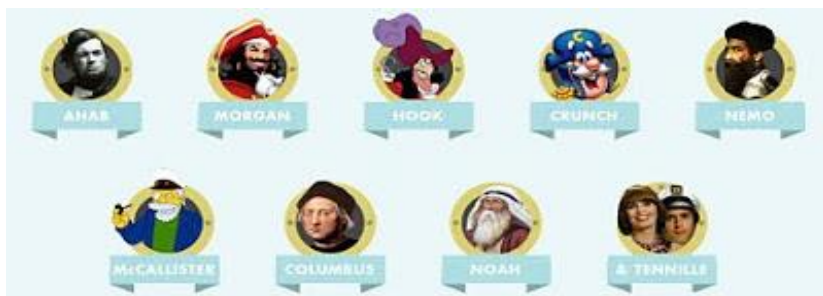 AHAB
MORGAN
HOOK
CRUNCH
NEMO
McCALLISTER
COLUMBUS
NOAH
& TENNILLE